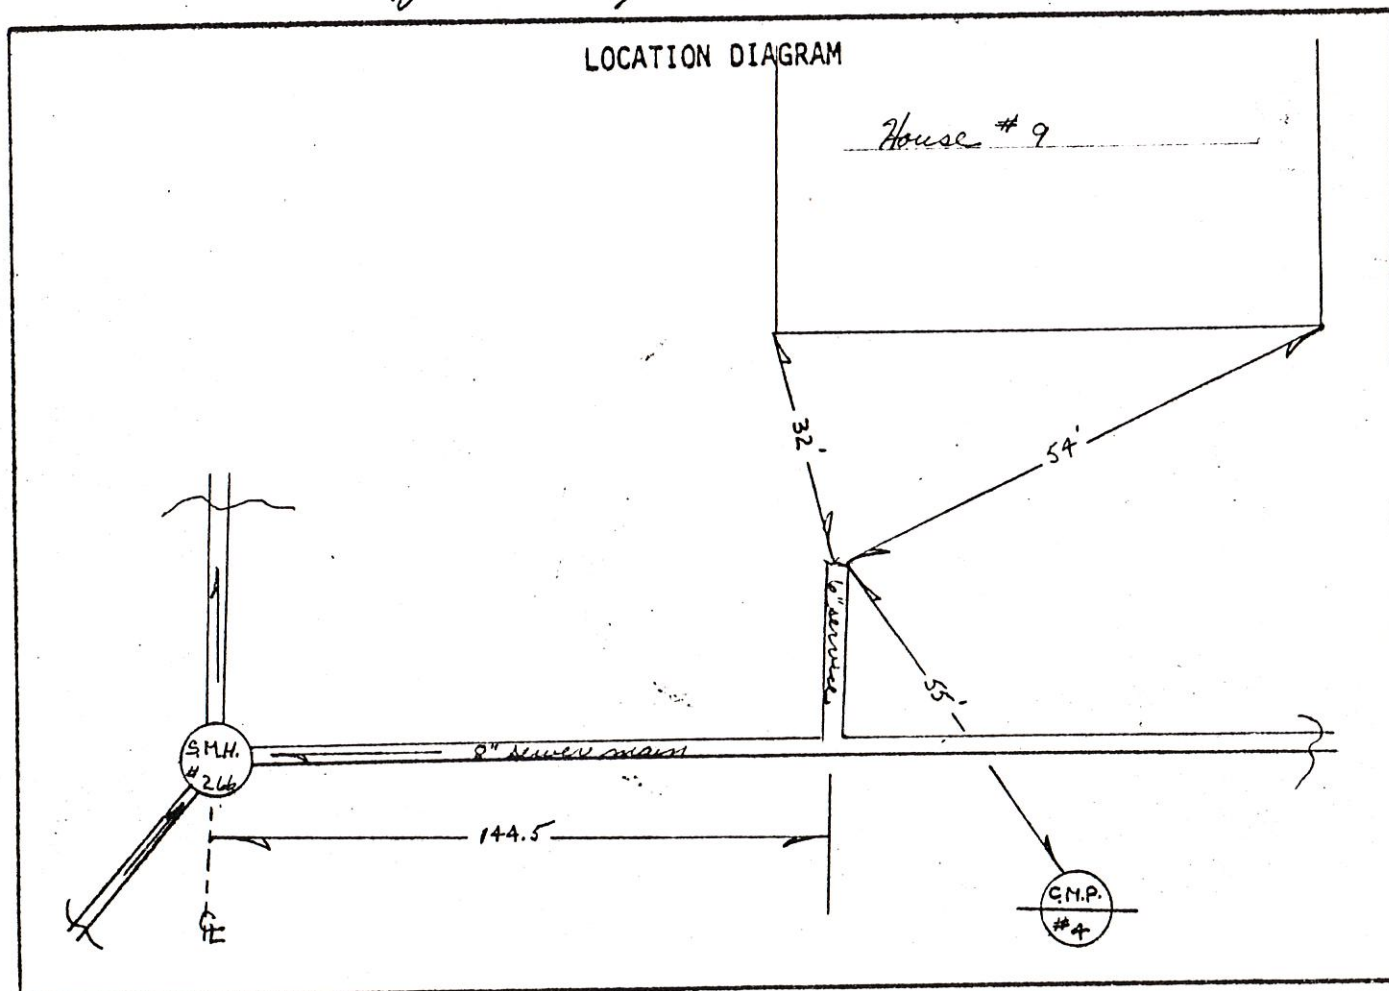 LOCATION DIAGRAM
House # 9
32'
54'
6" service
55'
S.M.H.
#266
8" sewer main
144.5
C.M.P.
#4